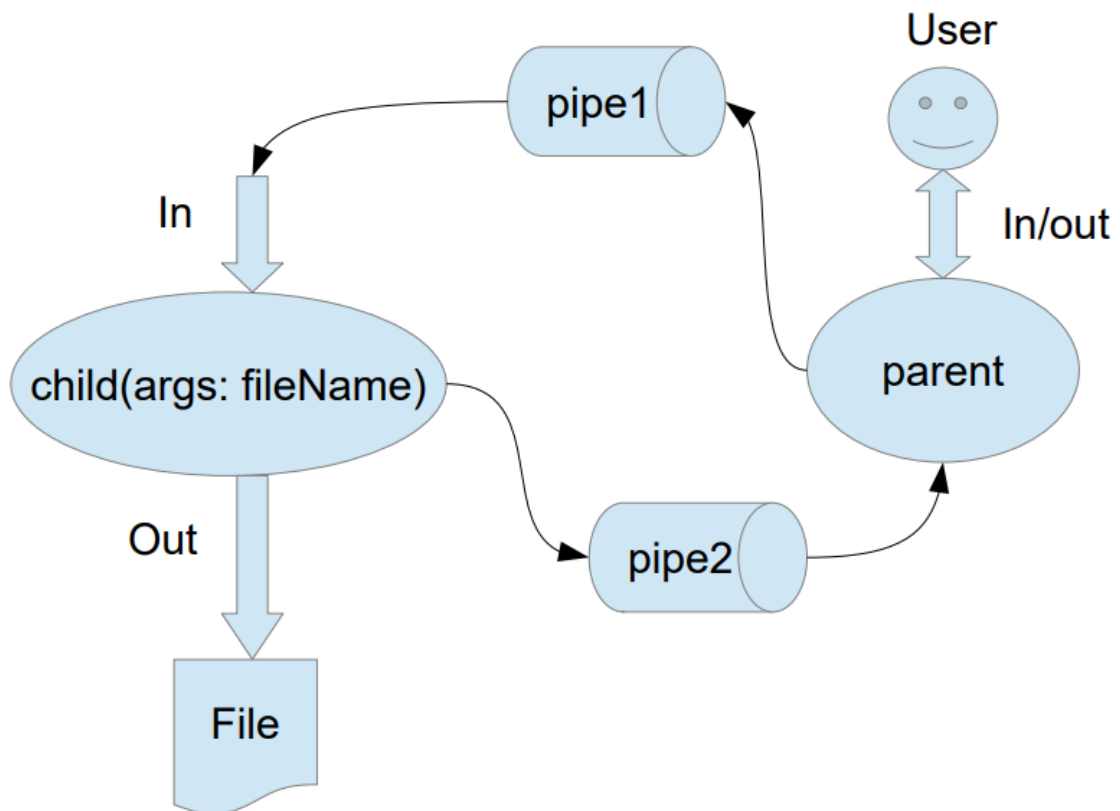 User
pipe1
In
In/out
child(args: fileName)
parent
Out
pipe2
File